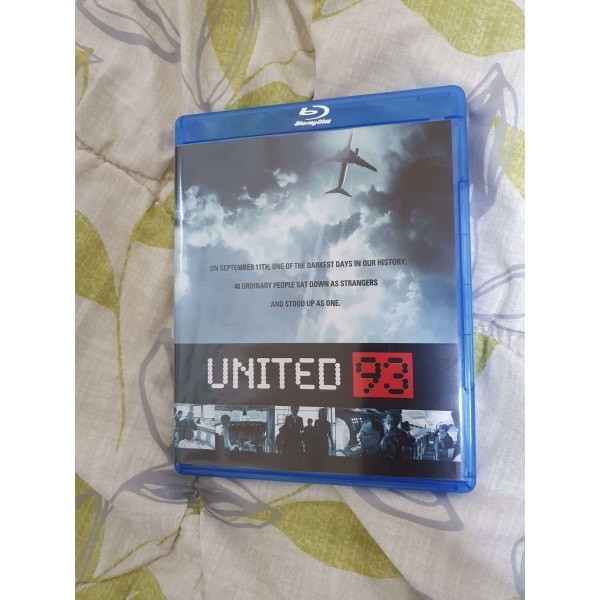 Blu-ray Disc
ON SEPTEMBER 11TH, ONE OF THE DARKEST DAYS IN OUR HISTORY,
40 ORDINARY PEOPLE SAT DOWN AS STRANGERS
AND STOOD UP AS ONE.
UNITED 93